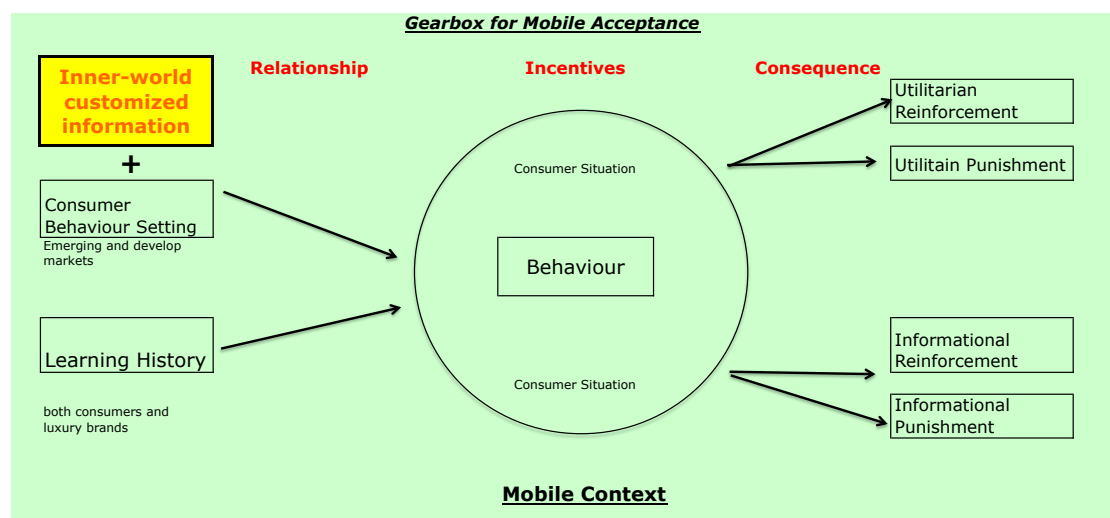 Gearbox for Mobile Acceptance
Inner-world
customized
information
+
Relationship
Incentives
Consequence
Consumer
Behaviour Setting
Emerging and develop
markets
Learning History
both consumers and
luxury brands
Consumer Situation
Behaviour
Consumer Situation
Utilitarian
Reinforcement
Utilitain Punishment
Informational
Reinforcement
Informational
Punishment
Mobile Context